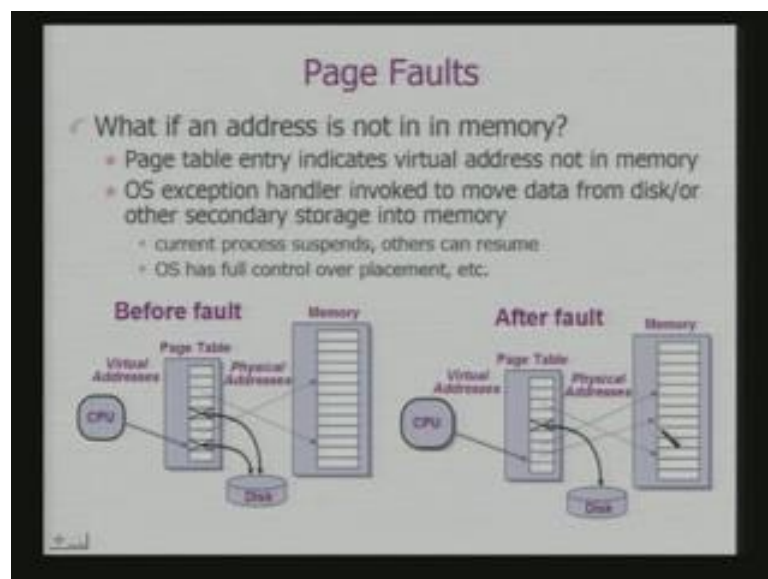 Page Faults
What if an address is not in in memory?
Page table entry indicates virtual address not in memory
OS exception handler invoked to move data from disk/or
other secondary storage into memory
current process suspends, others can resume
OS has full control over placement, etc.
Before fault
Memory
Page Table
Virtual
Addresses
Physical
Addresses
CPU
Disk
After fault
Memory
Page Table
Virtual
Addresses
Physical
Addresses
CPU
Disk